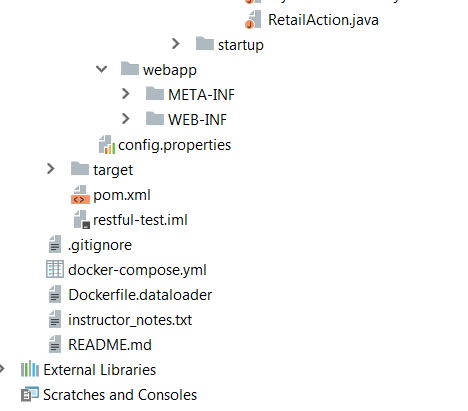 RetailAction.java
startup
webapp
META-INF
WEB-INF
config.properties
target
pom.xml
restful-test.iml
.gitignore
docker-compose.yml
Dockerfile.dataloader
instructor_notes.txt
README.md
External Libraries
Scratches and Consoles